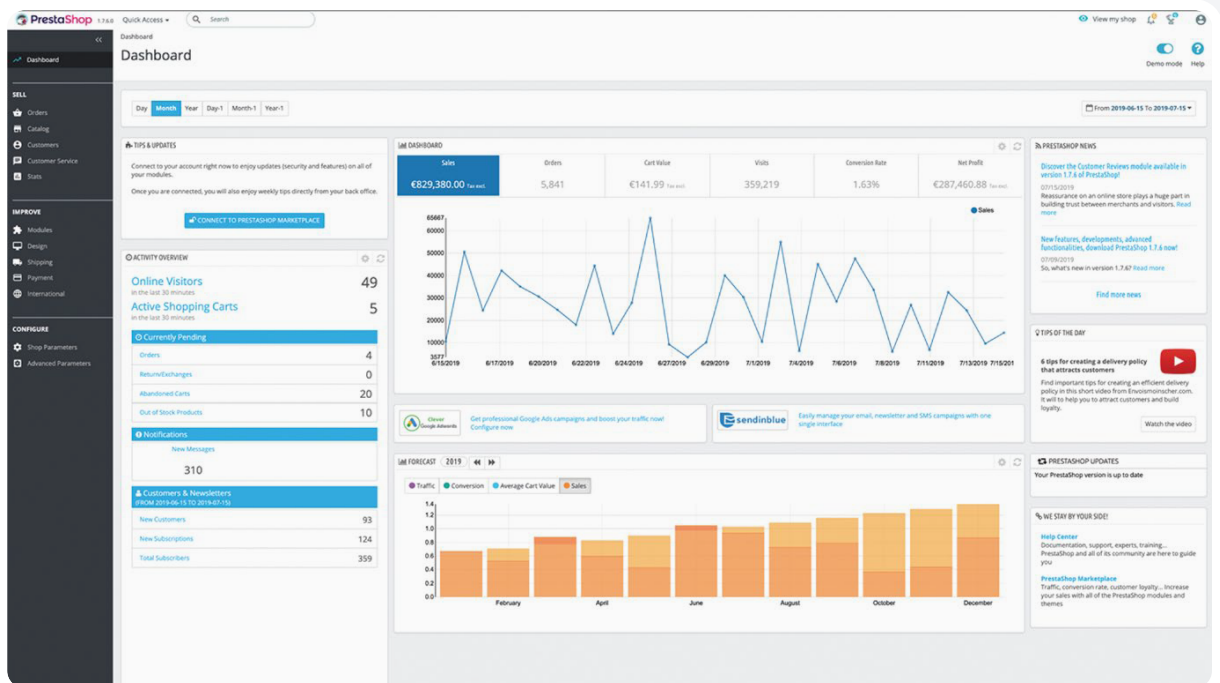 PrestaShop 1.7.6.0 Quick Access Search View my shop
Dashboard
Dashboard
Demo mode Help
Dashboard
SELL
Orders
Catalog
Customers
Customer Service
Stats
IMPROVE
Modules
Design
Shipping
Payment
International
CONFIGURE
Shop Parameters
Advanced Parameters
Day Month Year Day-1 Month-1 Year-1
From 2019-06-15 To 2019-07-15
TIPS & UPDATES
Connect to your account right now to enjoy updates (security and features) on all of
your modules.
Once you are connected, you will also enjoy weekly tips directly from your back office.
CONNECT TO PRESTASHOP MARKETPLACE
ACTIVITY OVERVIEW
Online Visitors 49
in the last 30 minutes
Active Shopping Carts 5
in the last 30 minutes
Currently Pending
Orders 4
Return/Exchanges 0
Abandoned Carts 20
Out of Stock Products 10
Notifications
New Messages
310
Customers & Newsletters
(FROM 2019-06-15 TO 2019-07-15)
New Customers 93
New Subscriptions 124
Total Subscribers 359
DASHBOARD
Sales Orders Cart Value Visits Conversion Rate Net Profit
€829,380.00 Tax excl. 5,841 €141.99 Tax excl. 359,219 1.63% €287,460.88 Tax excl.
Sales
65667
60000
50000
40000
30000
20000
10000
3577
6/15/2019 6/17/2019 6/20/2019 6/22/2019 6/24/2019 6/27/2019 6/29/2019 7/1/2019 7/4/2019 7/6/2019 7/8/2019 7/11/2019 7/13/2019 7/15/201
Clever
Google Adwords
Get professional Google Ads campaigns and boost your traffic now!
Configure now
sendinblue
Easily manage your email, newsletter and SMS campaigns with one
single interface
FORECAST 2019
Traffic Conversion Average Cart Value Sales
1.4
1.2
1.0
0.8
0.6
0.4
0.2
0.0
February April June August October December
PRESTASHOP NEWS
Discover the Customer Reviews module available in
version 1.7.6 of PrestaShop!
07/15/2019
Reassurance on an online store plays a huge part in
building trust between merchants and visitors. Read
more
New features, developments, advanced
functionalities, download PrestaShop 1.7.6 now!
07/09/2019
So, what's new in version 1.7.6? Read more
Find more news
TIPS OF THE DAY
6 tips for creating a delivery policy
that attracts customers
Find important tips for creating an efficient delivery
policy in this short video from Envoismoinscher.com.
It will to help you to attract customers and build
loyalty.
Watch the video
PRESTASHOP UPDATES
Your PrestaShop version is up to date
WE STAY BY YOUR SIDE!
Help Center
Documentation, support, experts, training...
PrestaShop and all of its community are here to guide
you
PrestaShop Marketplace
Traffic, conversion rate, customer loyalty... Increase
your sales with all of the PrestaShop modules and
themes